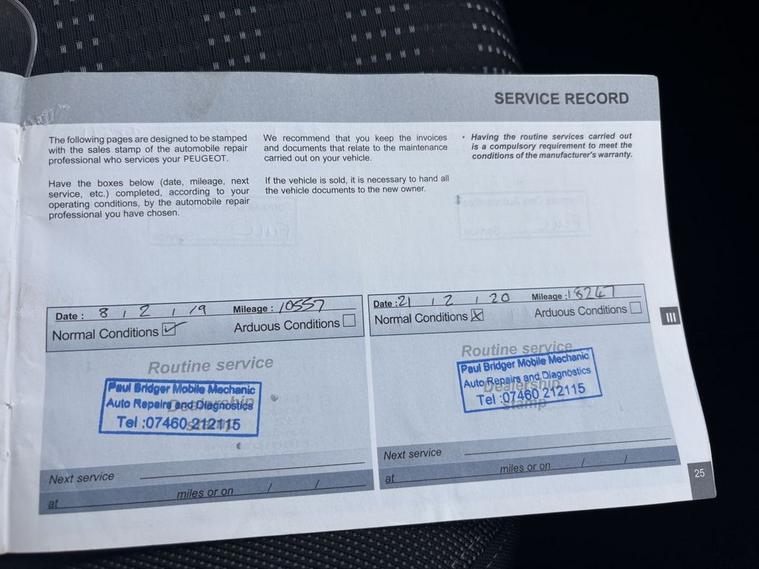 SERVICE RECORD
The following pages are designed to be stamped
with the sales stamp of the automobile repair
professional who services your PEUGEOT.
Have the boxes below (date, mileage, next
service, etc.) completed, according to your
operating conditions, by the automobile repair
professional you have chosen.
We recommend that you keep the invoices
and documents that relate to the maintenance
carried out on your vehicle.
If the vehicle is sold, it is necessary to hand all
the vehicle documents to the new owner.
• Having the routine services carried out
is a compulsory requirement to meet the
conditions of the manufacturer's warranty.
Date : 8 / 2 / 19 Mileage : 10557
Normal Conditions Arduous Conditions
Routine service
Paul Bridger Mobile Mechanic
Auto Repairs and Diagnostics
Tel :07460 212115
Next service
at miles or on / /
Date : 21 / 2 / 20 Mileage : 18247
Normal Conditions Arduous Conditions
Routine service
Paul Bridger Mobile Mechanic
Auto Repairs and Diagnostics
Dealership
Tel :07460 212115
stamp
Next service
at miles or on / /
III
25